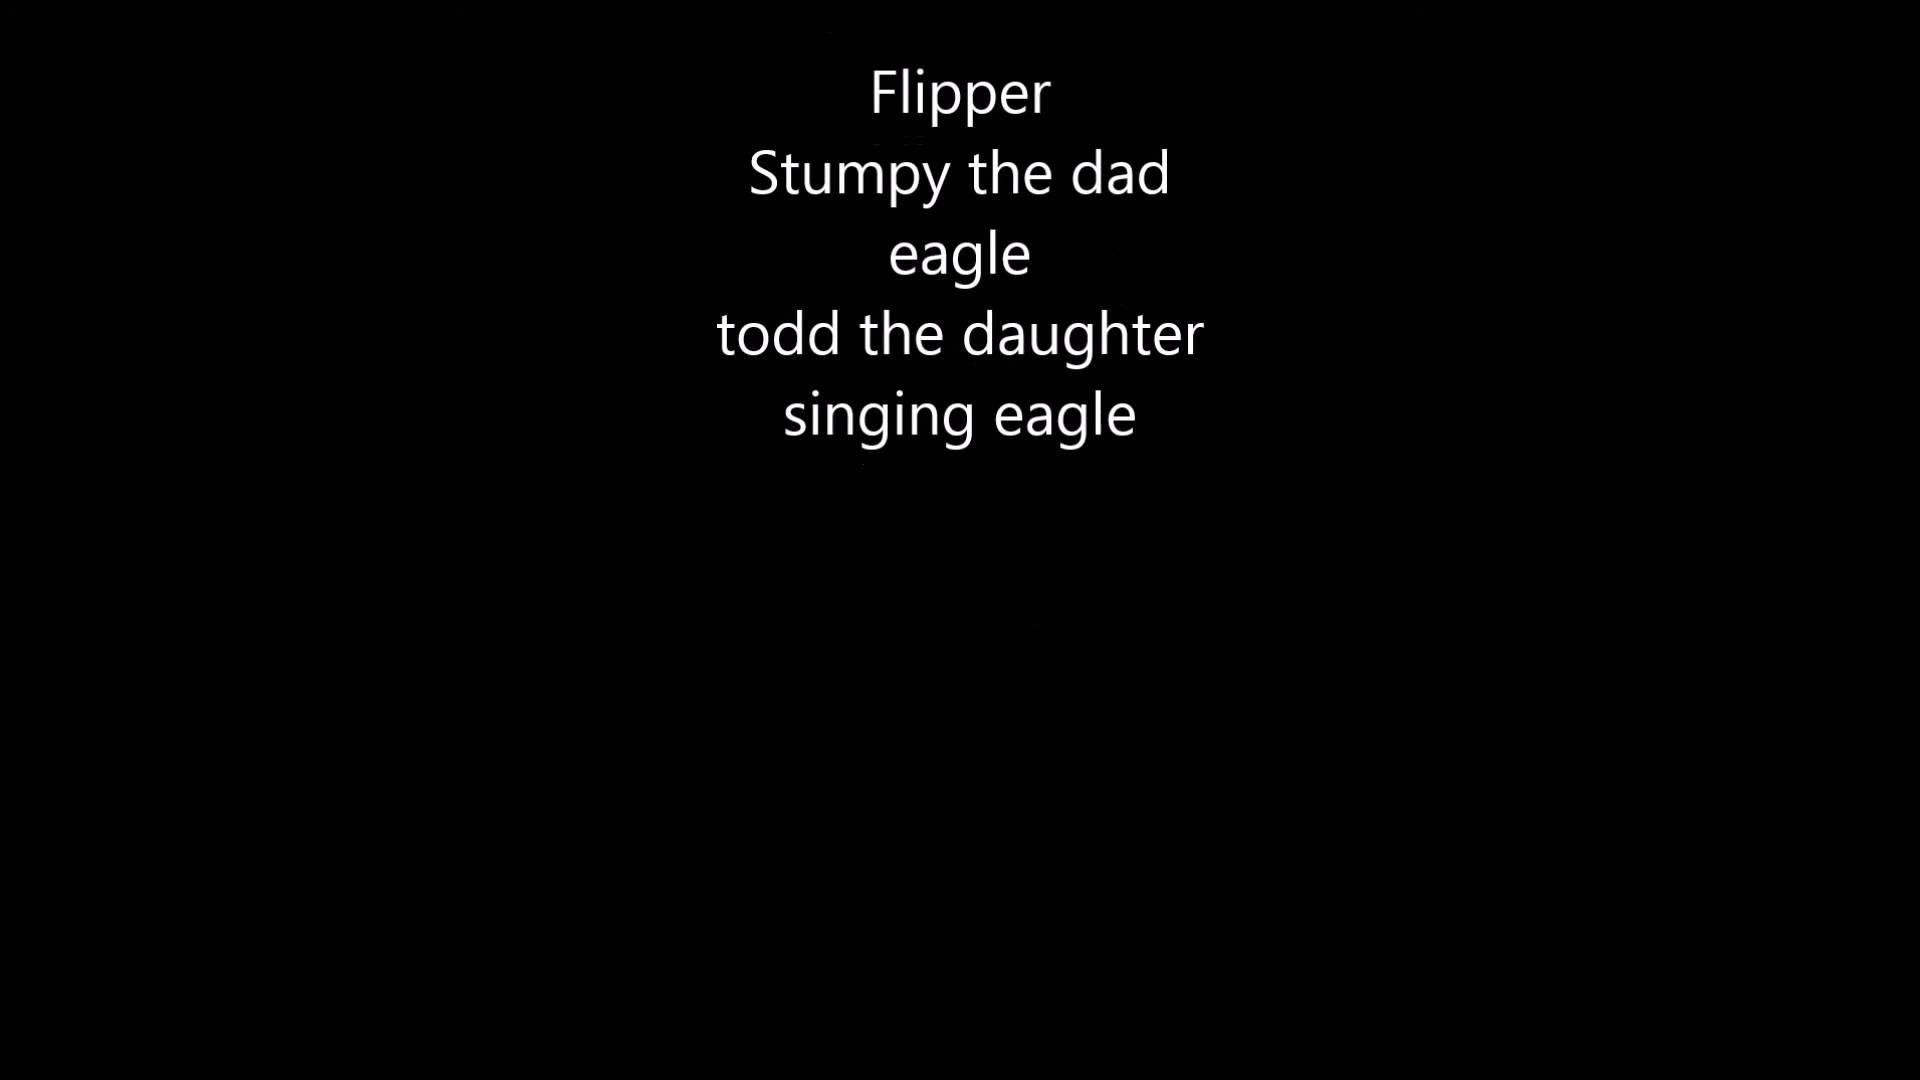 Flipper
Stumpy the dad
eagle
todd the daughter
singing eagle